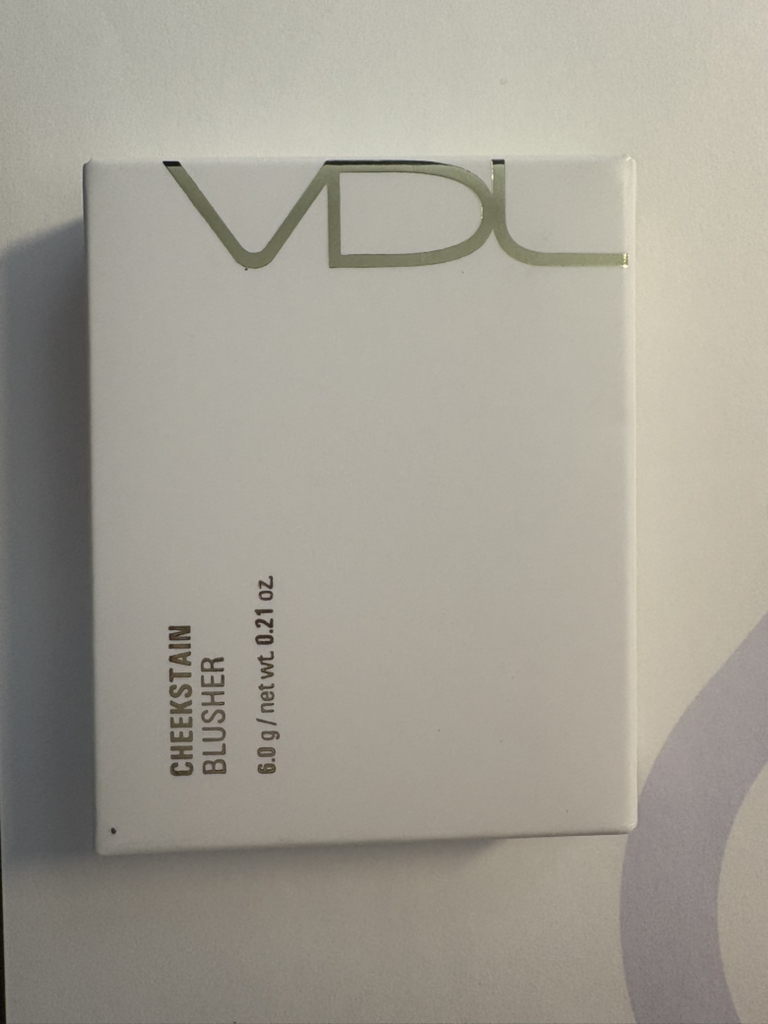 VDL
CHEEKSTAIN
BLUSHER
6.0 g / net wt. 0.21 oz.